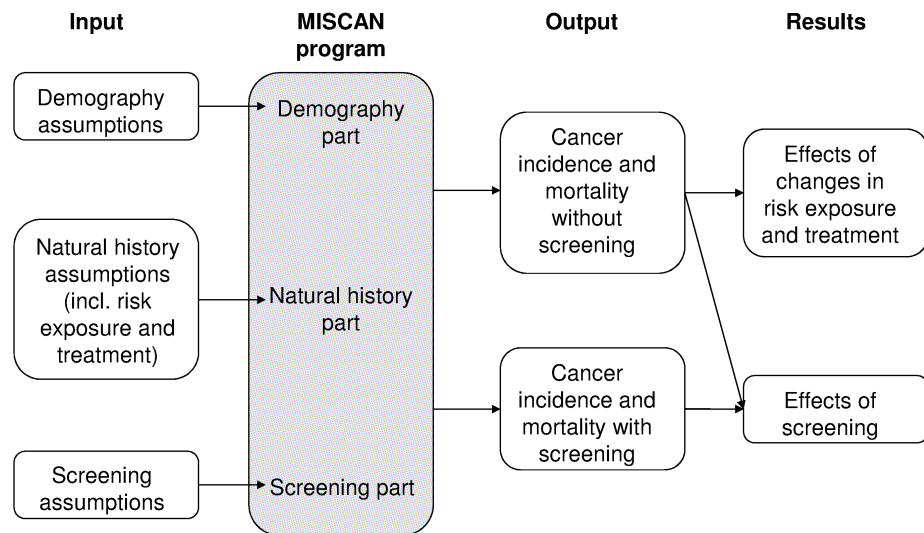 Input
MISCAN
program
Output
Results
Demography
assumptions
Demography
part
Cancer
incidence and
mortality
without
screening
Effects of
changes in
risk exposure
and treatment
Natural history
assumptions
(incl. risk
exposure and
treatment)
Natural history
part
Cancer
incidence and
mortality with
screening
Effects of
screening
Screening
assumptions
Screening part